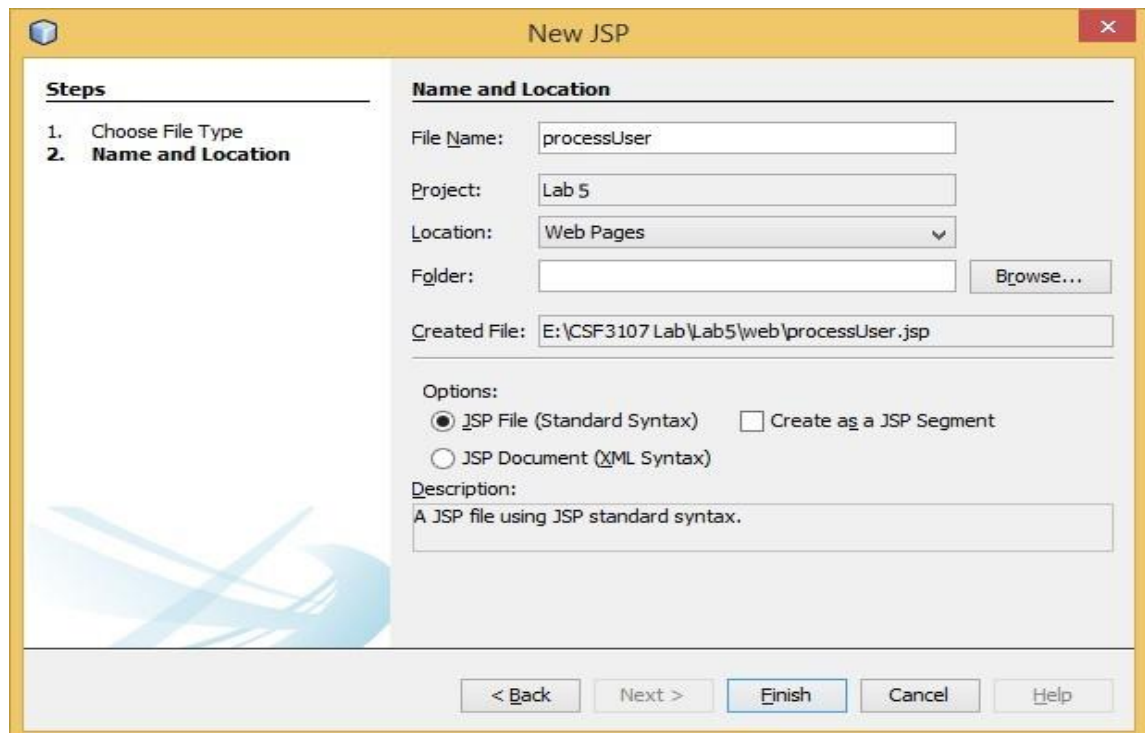 New JSP
Steps
1. Choose File Type
2. Name and Location
Name and Location
File Name: processUser
Project: Lab 5
Location: Web Pages
Folder: Browse...
Created File: E:\CSF3107 Lab\Lab5\web\processUser.jsp
Options:
JSP File (Standard Syntax) Create as a JSP Segment
JSP Document (XML Syntax)
Description:
A JSP file using JSP standard syntax.
< Back Next > Finish Cancel Help